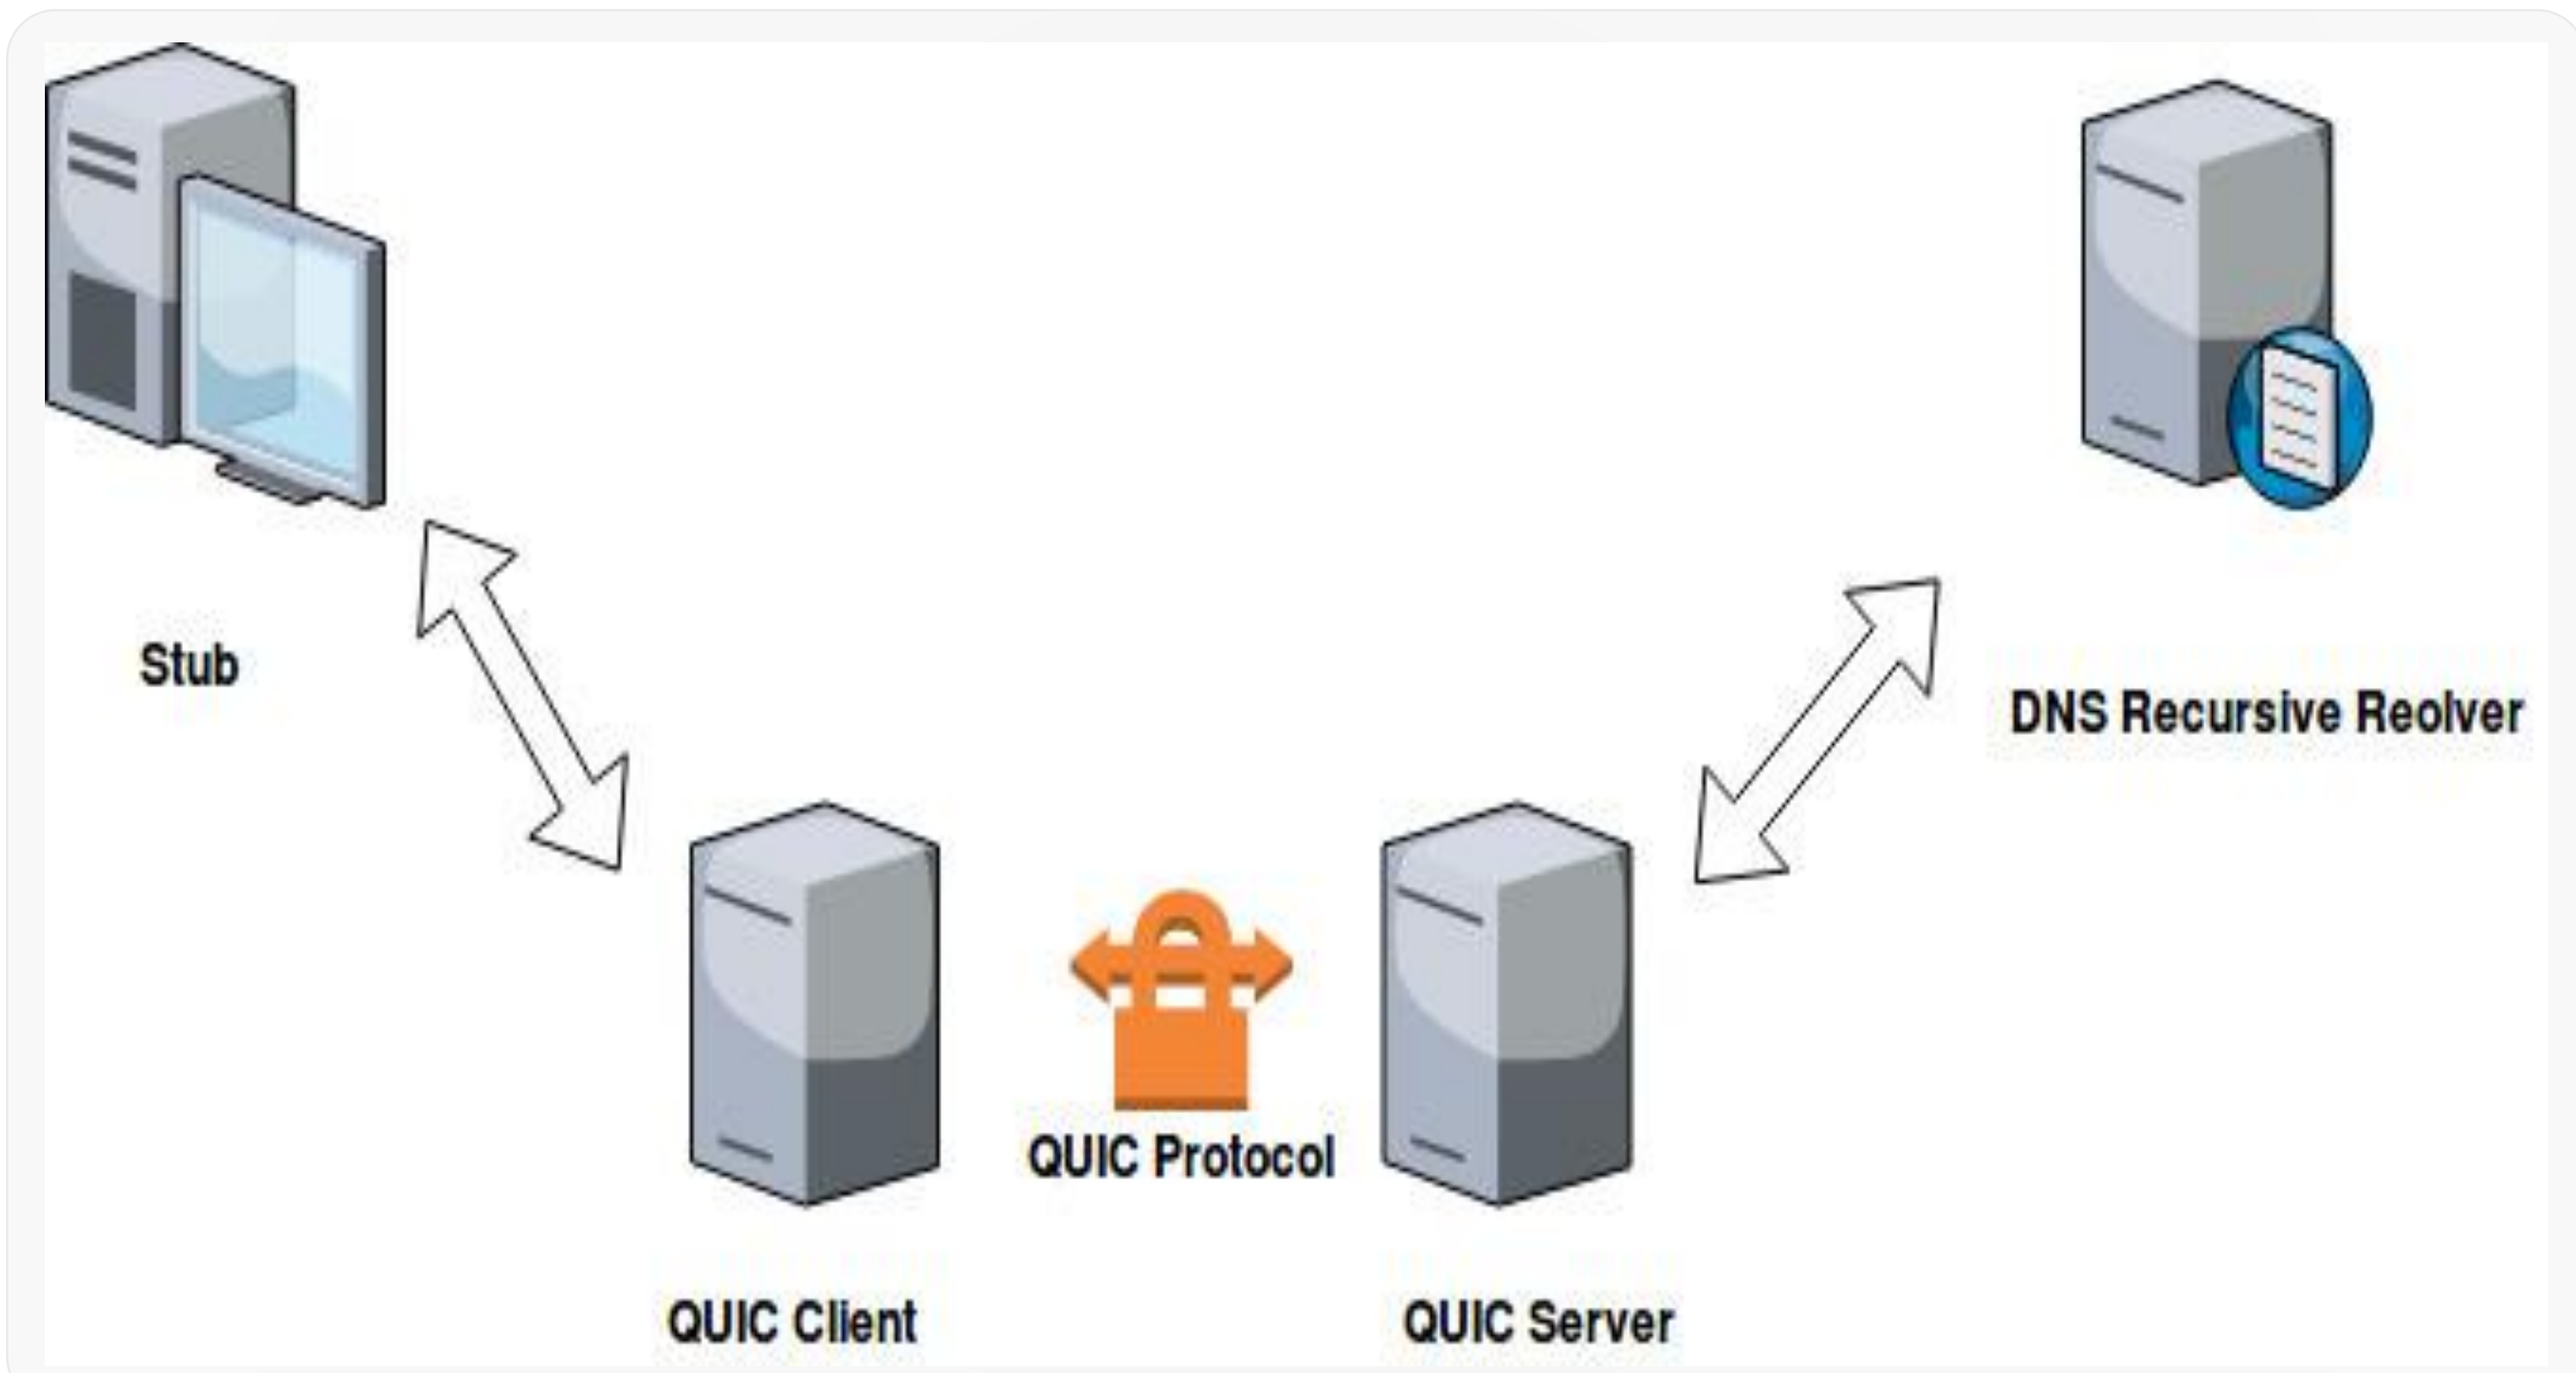 Stub
DNS Recursive Reolver
QUIC Protocol
QUIC Client
QUIC Server